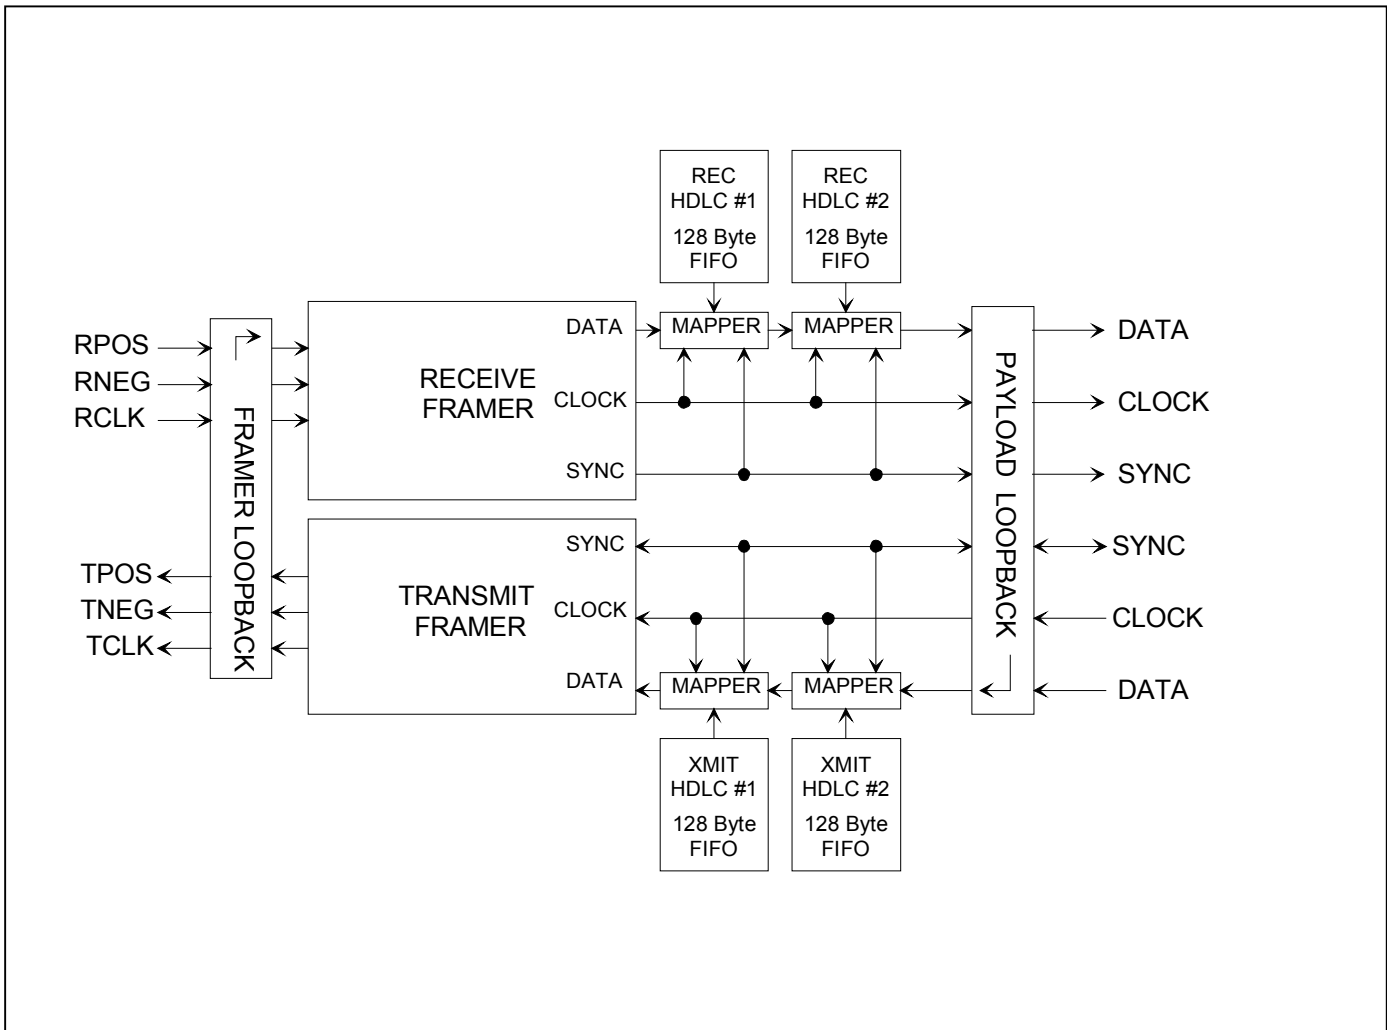 REC
HDLC #1
128 Byte
FIFO
REC
HDLC #2
128 Byte
FIFO
RPOS
RNEG
RCLK
FRAMER LOOPBACK
RECEIVE
FRAMER
DATA
CLOCK
SYNC
MAPPER
MAPPER
PAYLOAD LOOPBACK
DATA
CLOCK
SYNC
TPOS
TNEG
TCLK
TRANSMIT
FRAMER
SYNC
CLOCK
DATA
MAPPER
MAPPER
SYNC
CLOCK
DATA
XMIT
HDLC #1
128 Byte
FIFO
XMIT
HDLC #2
128 Byte
FIFO